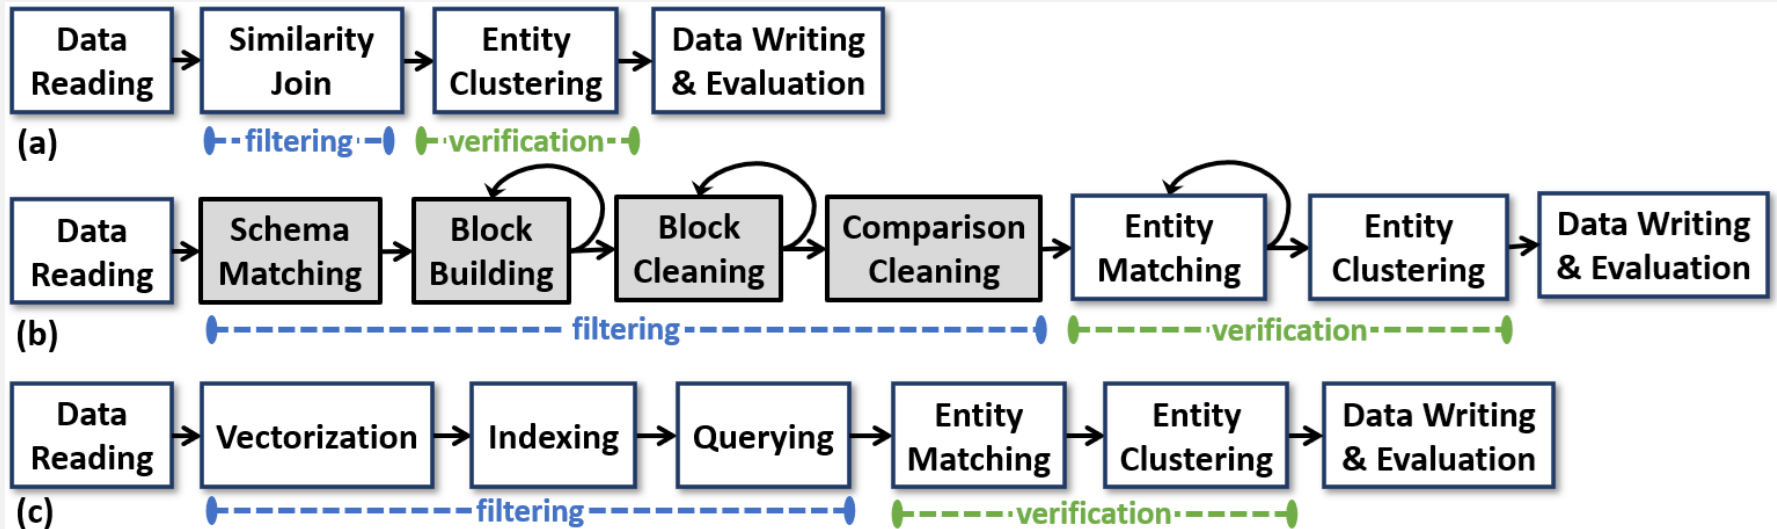 Data
Reading
Similarity
Join
Entity
Clustering
Data Writing
& Evaluation
(a)
filtering
verification
Data
Reading
Schema
Matching
Block
Building
Block
Cleaning
Comparison
Cleaning
Entity
Matching
Entity
Clustering
Data Writing
& Evaluation
(b)
filtering
verification
Data
Reading
Vectorization
Indexing
Querying
Entity
Matching
Entity
Clustering
Data Writing
& Evaluation
(c)
filtering
verification